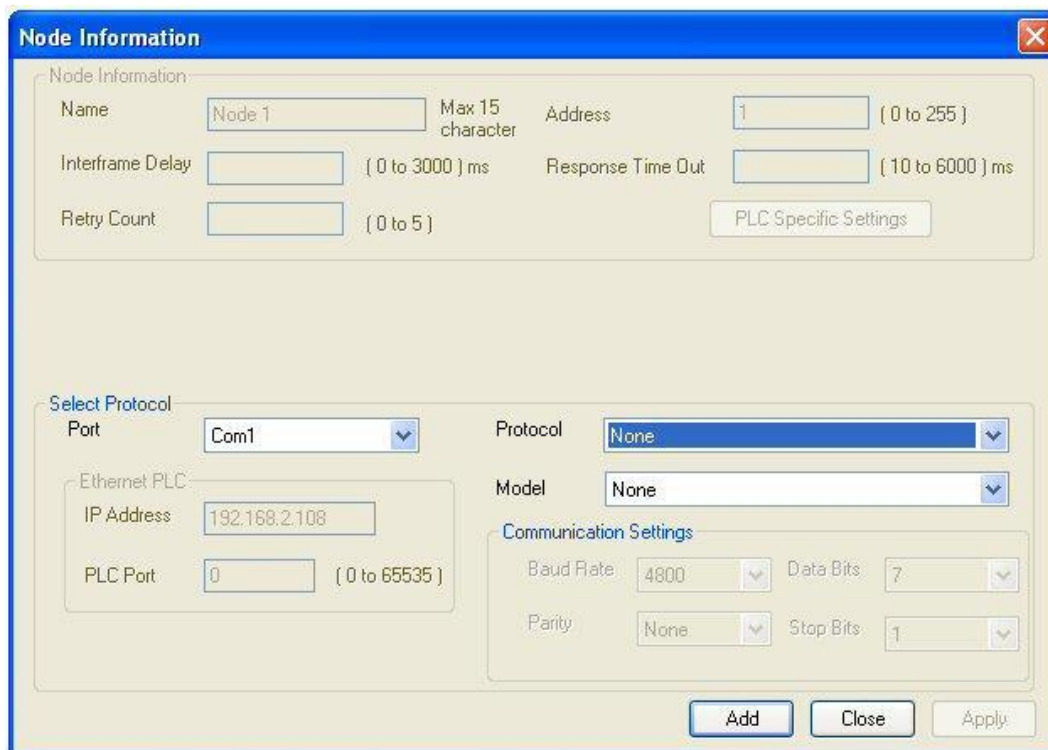 Node Information
Node Information
Name Node 1 Max 15 character Address 1 ( 0 to 255 )
Interframe Delay ( 0 to 3000 ) ms Response Time Out ( 10 to 6000 ) ms
Retry Count ( 0 to 5 ) PLC Specific Settings
Select Protocol
Port Com1 Protocol None
Ethernet PLC Model None
IP Address 192.168.2.108 Communication Settings
PLC Port 0 ( 0 to 65535 ) Baud Rate 4800 Data Bits 7
Parity None Stop Bits 1
Add Close Apply